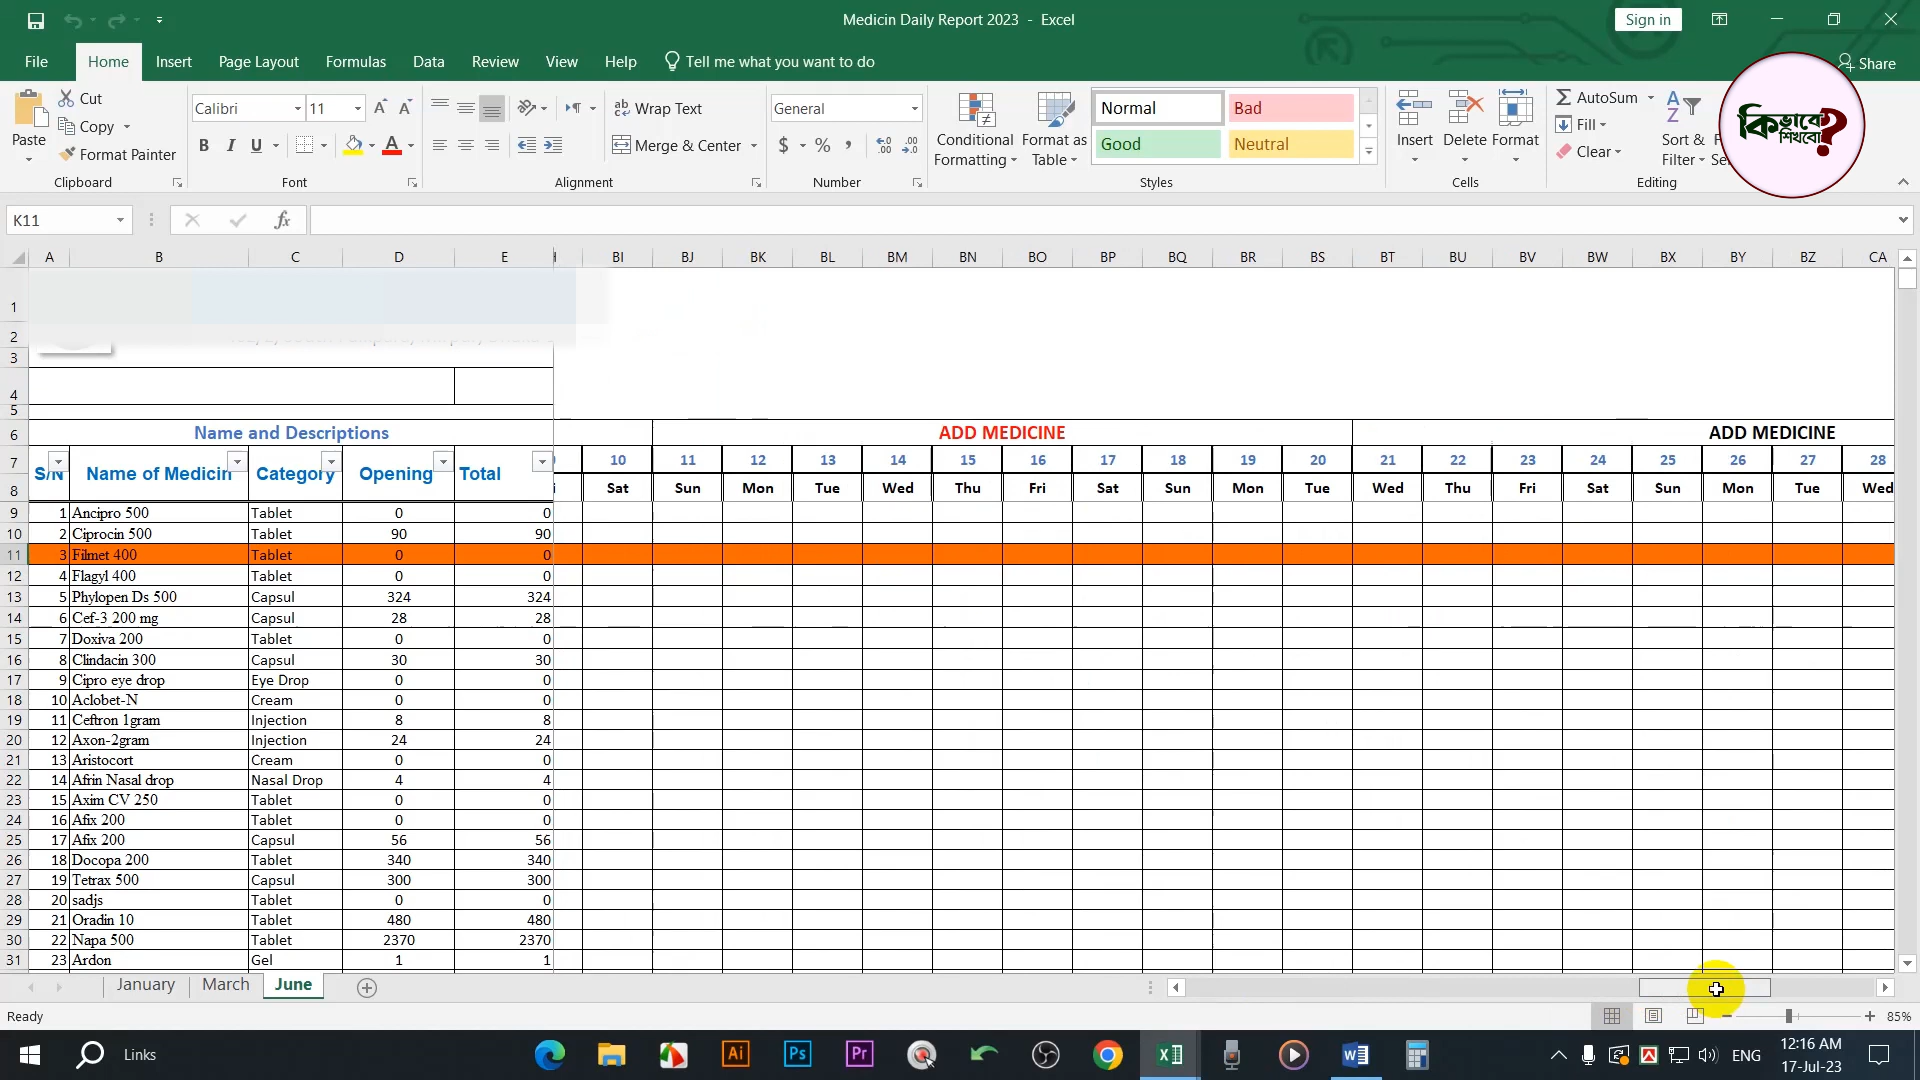 Medicin Daily Report 2023 - Excel
Sign in
File Home Insert Page Layout Formulas Data Review View Help Tell me what you want to do Share
Paste Cut Copy Format Painter Clipboard
Calibri 11 B I U A Font
Wrap Text Merge & Center Alignment
General $ % Number
Conditional Formatting Format as Table Normal Bad Good Neutral Styles
Insert Delete Format Cells
AutoSum Fill Clear Sort & Filter Editing
কিভাবে শিখবো?
K11 fx
A B C D E BI BJ BK BL BM BN BO BP BQ BR BS BT BU BV BW BX BY BZ CA
1
2
3
4
5
6 Name and Descriptions ADD MEDICINE ADD MEDICINE
7 S/N Name of Medicin Category Opening Total 10 11 12 13 14 15 16 17 18 19 20 21 22 23 24 25 26 27 28
8 Sat Sun Mon Tue Wed Thu Fri Sat Sun Mon Tue Wed Thu Fri Sat Sun Mon Tue Wed
9 1 Ancipro 500 Tablet 0 0
10 2 Ciprocin 500 Tablet 90 90
11 3 Filmet 400 Tablet 0 0
12 4 Flagyl 400 Tablet 0 0
13 5 Phylopen Ds 500 Capsul 324 324
14 6 Cef-3 200 mg Capsul 28 28
15 7 Doxiva 200 Tablet 0 0
16 8 Clindacin 300 Capsul 30 30
17 9 Cipro eye drop Eye Drop 0 0
18 10 Aclobet-N Cream 0 0
19 11 Ceftron 1gram Injection 8 8
20 12 Axon-2gram Injection 24 24
21 13 Aristocort Cream 0 0
22 14 Afrin Nasal drop Nasal Drop 4 4
23 15 Axim CV 250 Tablet 0 0
24 16 Afix 200 Tablet 0 0
25 17 Afix 200 Capsul 56 56
26 18 Docopa 200 Tablet 340 340
27 19 Tetrax 500 Capsul 300 300
28 20 sadjs Tablet 0 0
29 21 Oradin 10 Tablet 480 480
30 22 Napa 500 Tablet 2370 2370
31 23 Ardon Gel 1 1
January March June
Ready 85%
Links ENG 12:16 AM
17-Jul-23